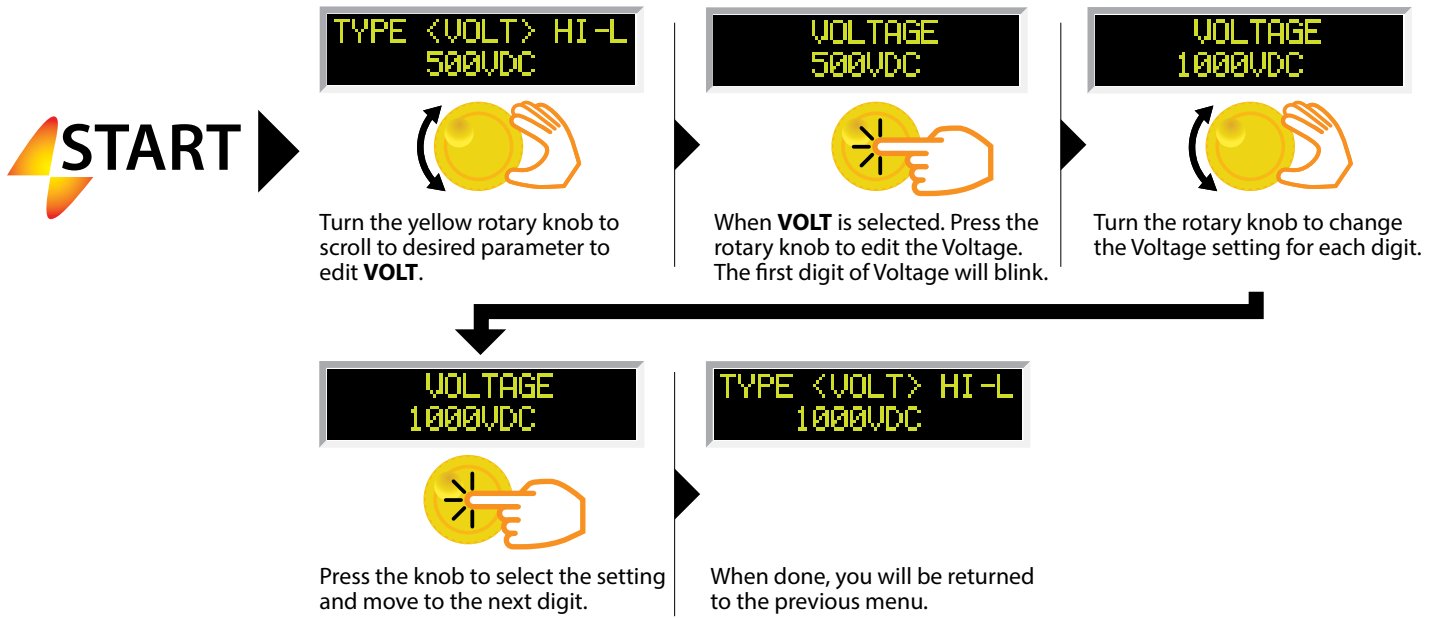 START
TYPE <VOLT> HI-L
500VDC
Turn the yellow rotary knob to
scroll to desired parameter to
edit VOLT.
VOLTAGE
500VDC
When VOLT is selected. Press the
rotary knob to edit the Voltage.
The first digit of Voltage will blink.
VOLTAGE
1000VDC
Turn the rotary knob to change
the Voltage setting for each digit.
VOLTAGE
1000VDC
Press the knob to select the setting
and move to the next digit.
TYPE <VOLT> HI-L
1000VDC
When done, you will be returned
to the previous menu.